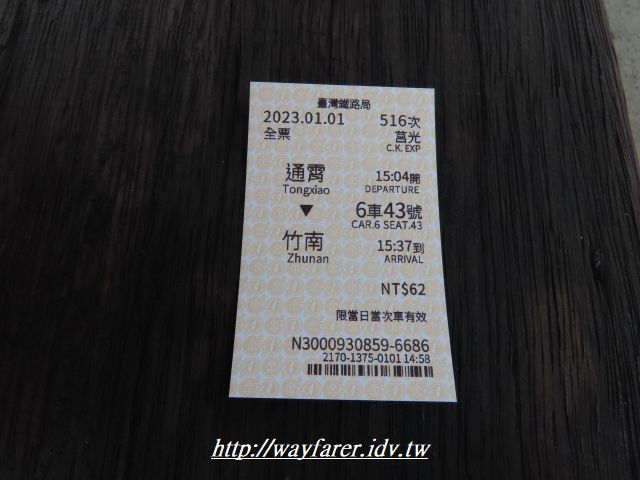 臺灣鐵路局
2023.01.01 516次
全票 莒光
C.K. EXP
通霄 15:04開
Tongxiao DEPARTURE
▼ 6車43號
CAR.6 SEAT.43
竹南 15:37到
Zhunan ARRIVAL
NT$62
限當日當次車有效
N3000930859-6686
2170-1375-0101 14:58
http://wayfarer.idv.tw